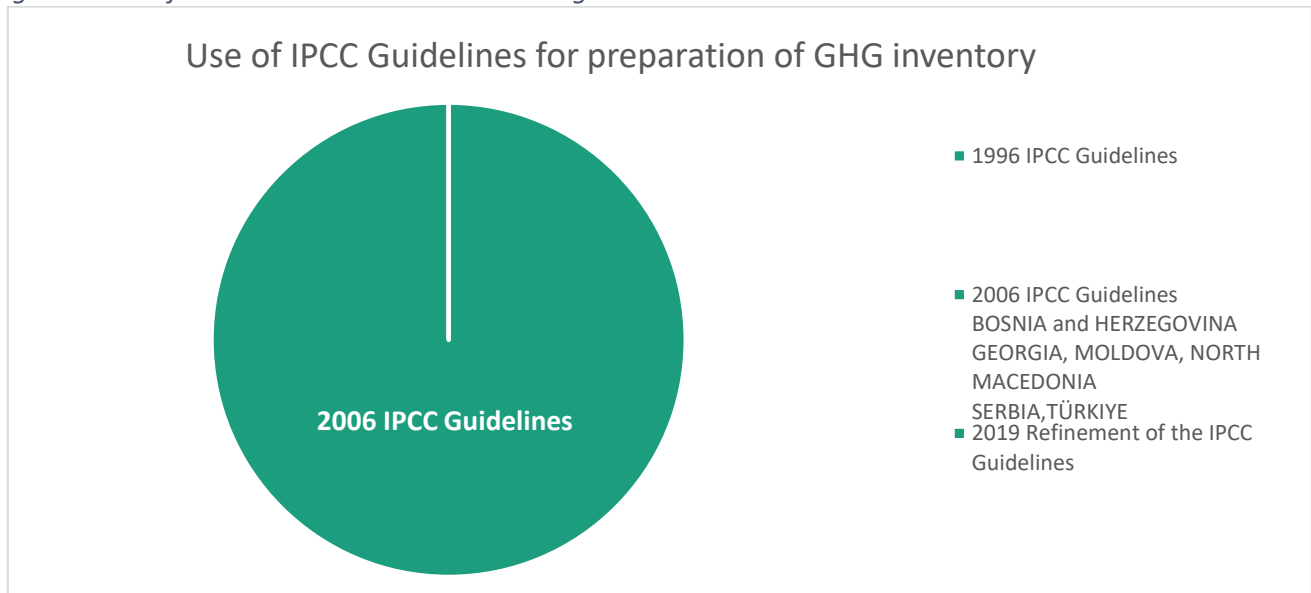 Use of IPCC Guidelines for preparation of GHG inventory
1996 IPCC Guidelines
2006 IPCC Guidelines
BOSNIA and HERZEGOVINA
GEORGIA, MOLDOVA, NORTH
MACEDONIA
SERBIA,TÜRKIYE
2019 Refinement of the IPCC
Guidelines
2006 IPCC Guidelines